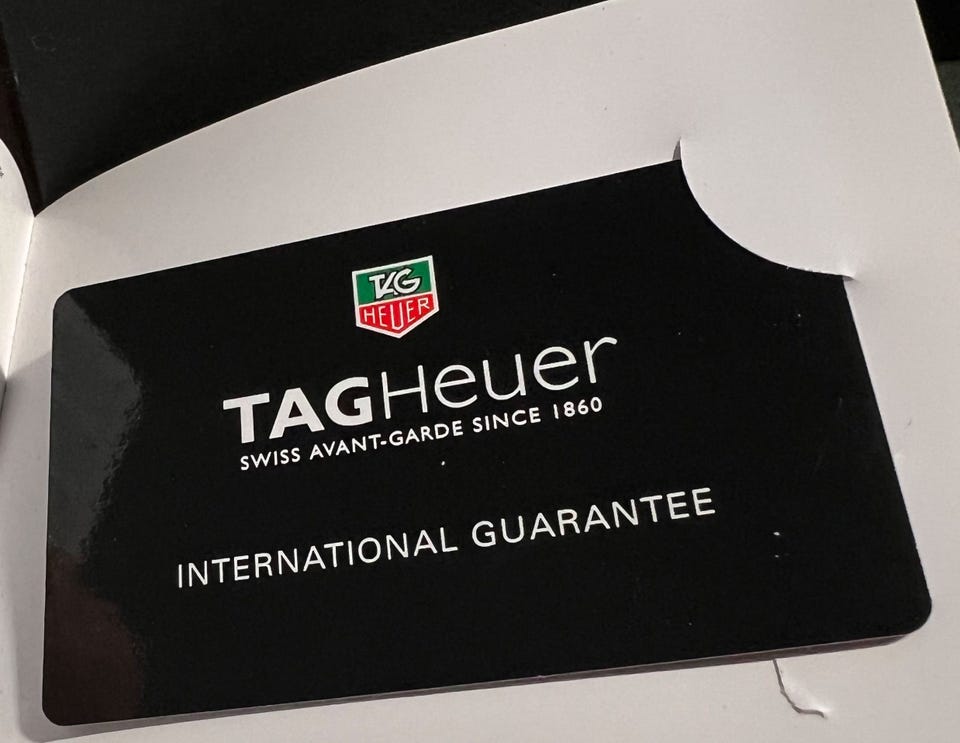 TAG
HEUER
TAGHeuer
SWISS AVANT-GARDE SINCE 1860
INTERNATIONAL GUARANTEE